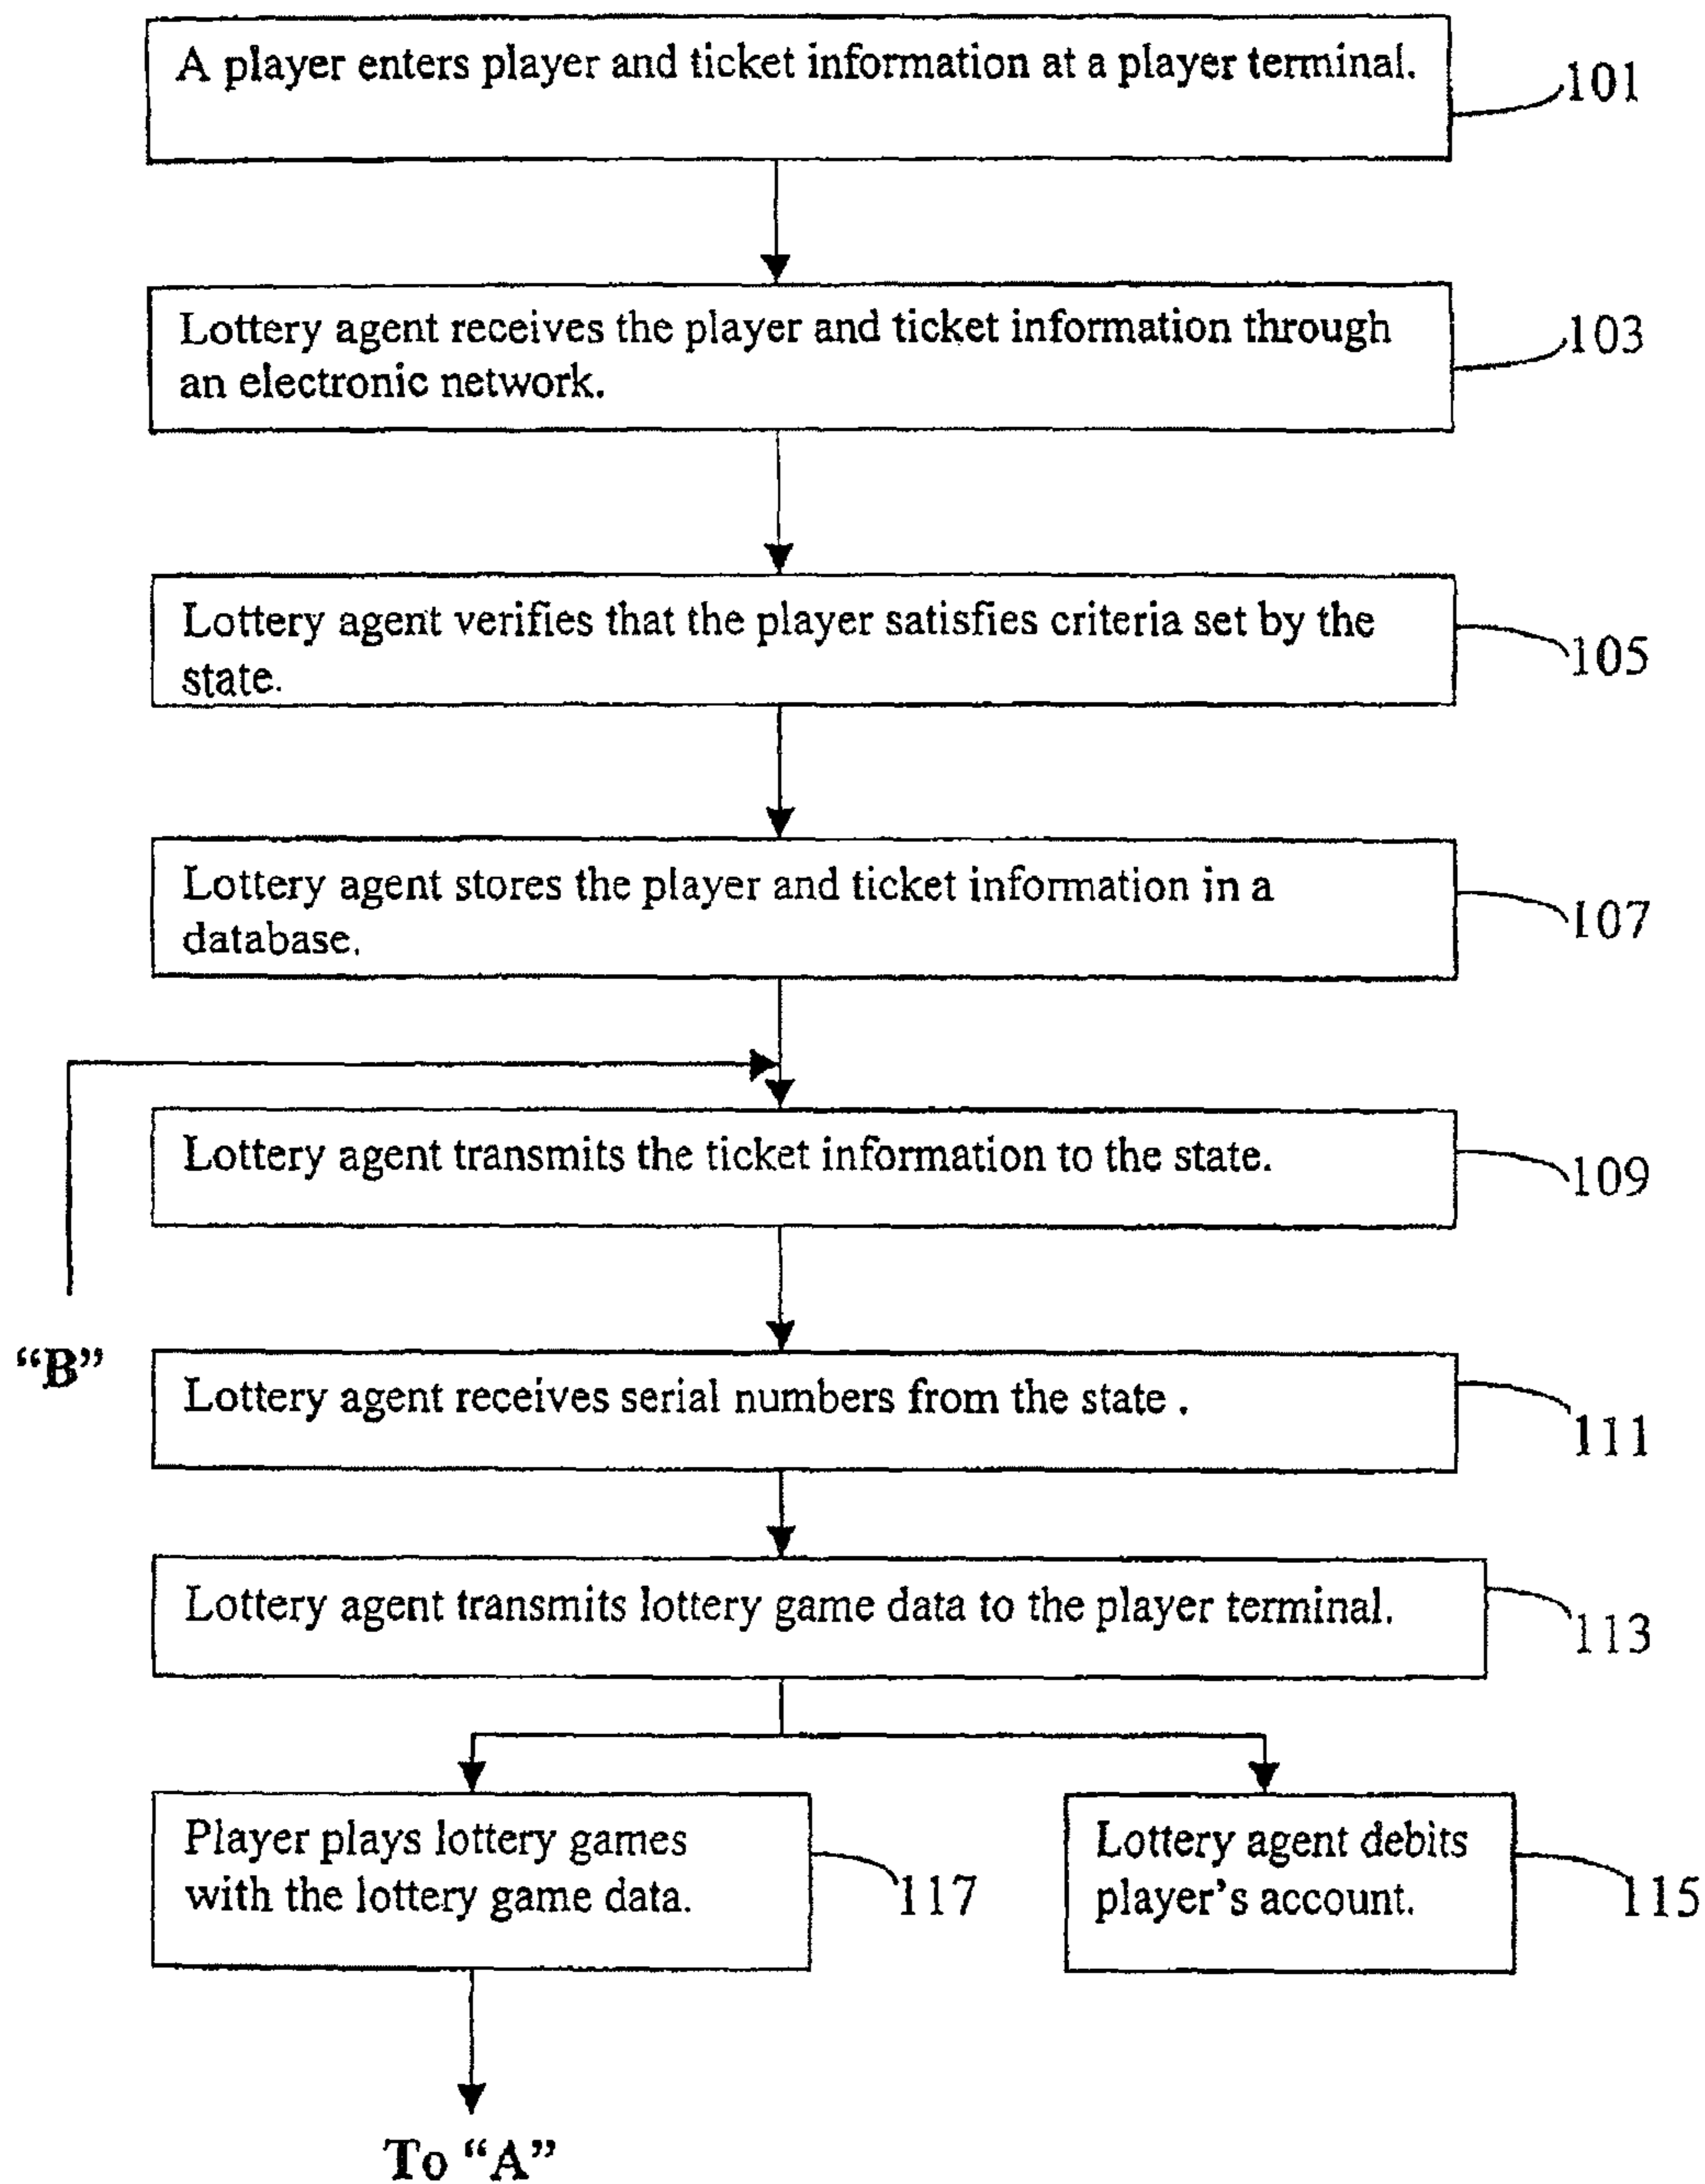 A player enters player and ticket information at a player terminal.
101
Lottery agent receives the player and ticket information through
an electronic network.
103
Lottery agent verifies that the player satisfies criteria set by the
state.
105
Lottery agent stores the player and ticket information in a
database.
107
Lottery agent transmits the ticket information to the state.
109
“B”
Lottery agent receives serial numbers from the state .
111
Lottery agent transmits lottery game data to the player terminal.
113
Player plays lottery games
with the lottery game data.
117
Lottery agent debits
player’s account.
115
To “A”